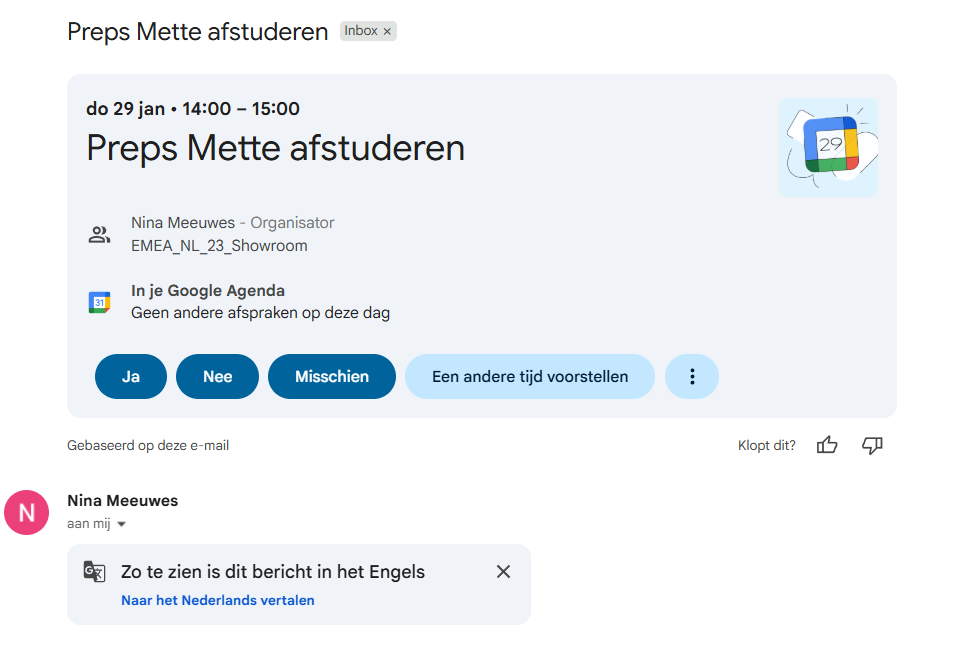 Preps Mette afstuderen Inbox ×
do 29 jan • 14:00 – 15:00
Preps Mette afstuderen
29
Nina Meeuwes - Organisator
EMEA_NL_23_Showroom
31
In je Google Agenda
Geen andere afspraken op deze dag
Ja Nee Misschien Een andere tijd voorstellen
Gebaseerd op deze e-mail Klopt dit?
N
Nina Meeuwes
aan mij
G文 Zo te zien is dit bericht in het Engels
Naar het Nederlands vertalen